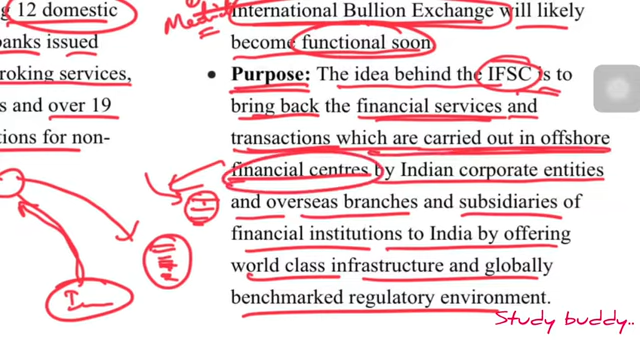 12 domestic
banks issued
roking services,
s and over 19
tions for non-
International Bullion Exchange will likely
become functional soon
• Purpose: The idea behind the IFSC is to
bring back the financial services and
transactions which are carried out in offshore
financial centres by Indian corporate entities
and overseas branches and subsidiaries of
financial institutions to India by offering
world class infrastructure and globally
benchmarked regulatory environment.
Study buddy..